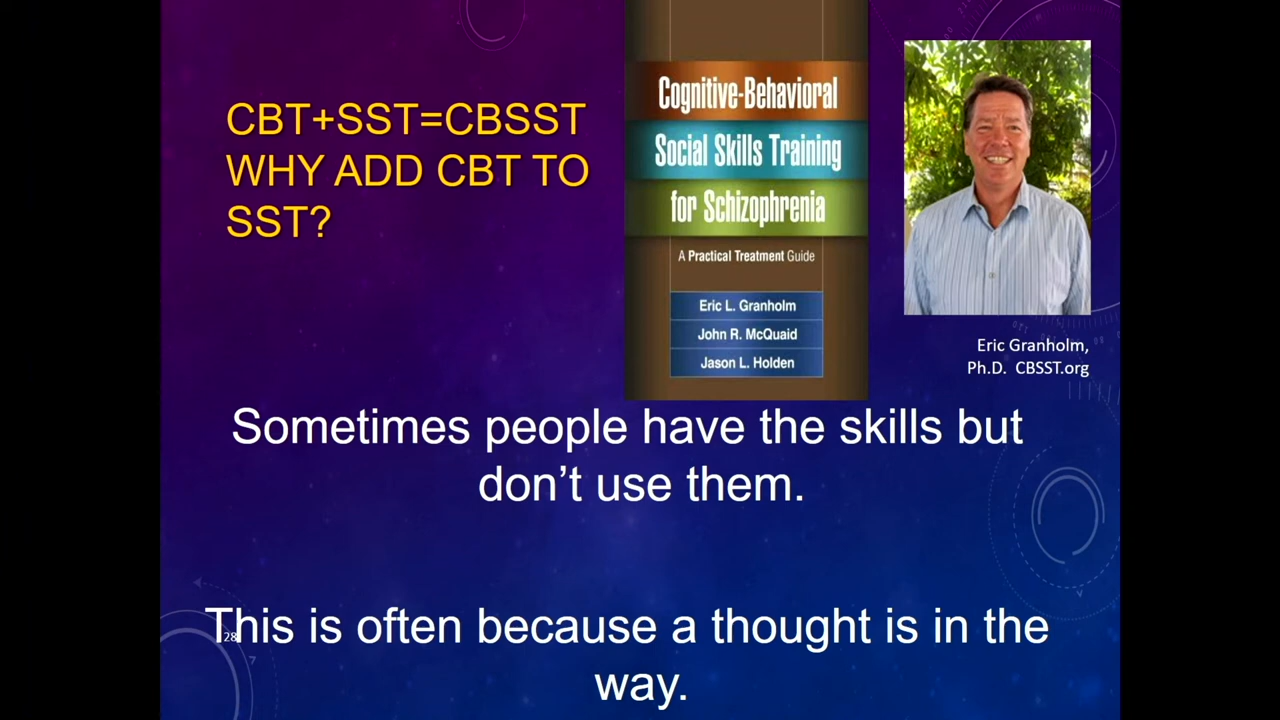 CBT+SST=CBSST
WHY ADD CBT TO
SST?
Cognitive-Behavioral
Social Skills Training
for Schizophrenia
A Practical Treatment Guide
Eric L. Granholm
John R. McQuaid
Jason L. Holden
Eric Granholm,
Ph.D. CBSST.org
Sometimes people have the skills but
don't use them.
This is often because a thought is in the
way.
28